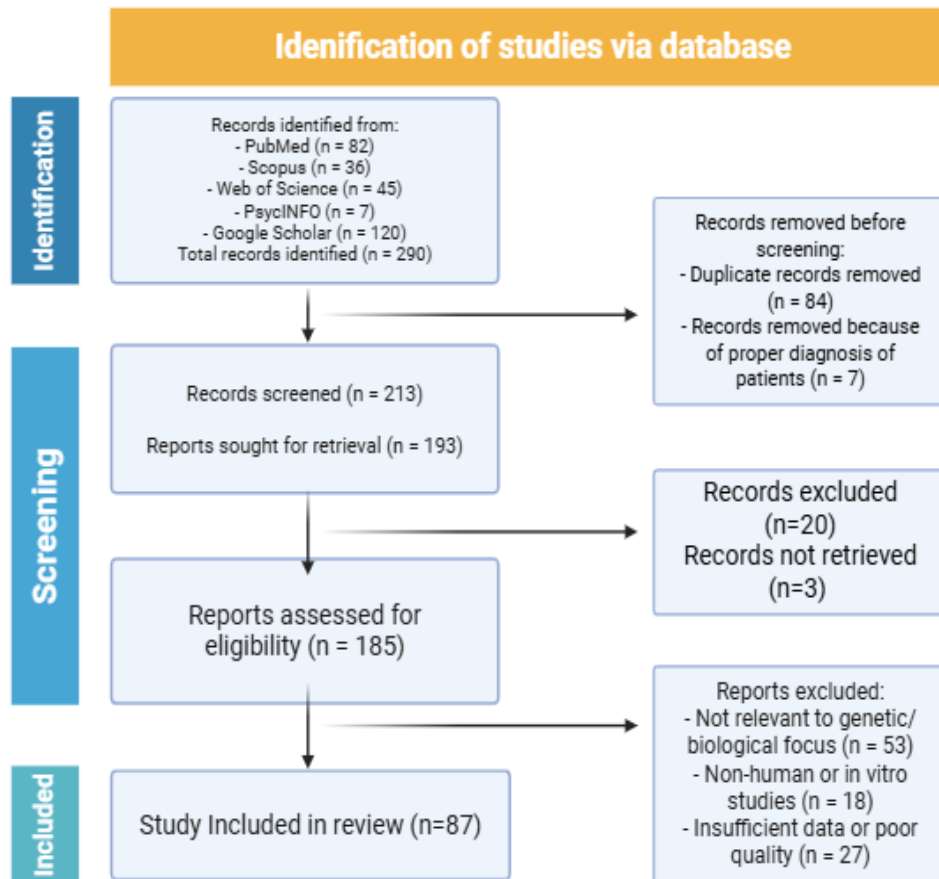 Idenification of studies via database
Identification
Records identified from:
- PubMed (n = 82)
- Scopus (n = 36)
- Web of Science (n = 45)
- PsycINFO (n = 7)
- Google Scholar (n = 120)
Total records identified (n = 290)
Records removed before
screening:
- Duplicate records removed
(n = 84)
- Records removed because
of proper diagnosis of
patients (n = 7)
Screening
Records screened (n = 213)
Reports sought for retrieval (n = 193)
Records excluded
(n=20)
Records not retrieved
(n=3)
Reports assessed for
eligibility (n = 185)
Reports excluded:
- Not relevant to genetic/
biological focus (n = 53)
- Non-human or in vitro
studies (n = 18)
- Insufficient data or poor
quality (n = 27)
Included
Study Included in review (n=87)